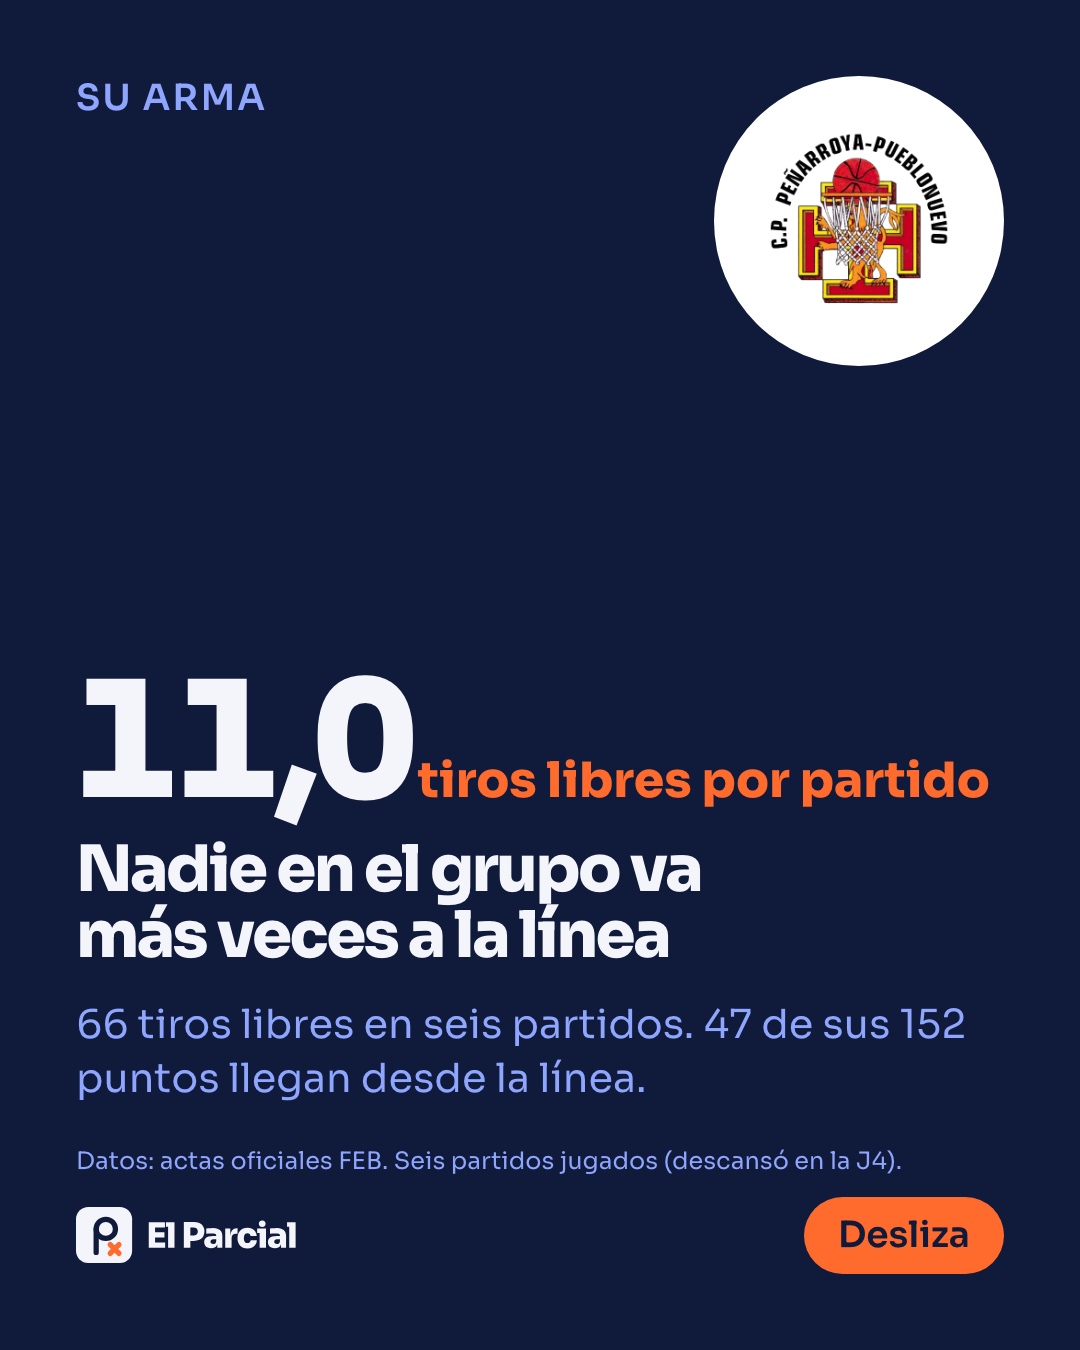 SU ARMA
C.P. PEÑARROYA-PUEBLONUEVO
11,0 tiros libres por partido
Nadie en el grupo va
más veces a la línea
66 tiros libres en seis partidos. 47 de sus 152
puntos llegan desde la línea.
Datos: actas oficiales FEB. Seis partidos jugados (descansó en la J4).
El Parcial
Desliza